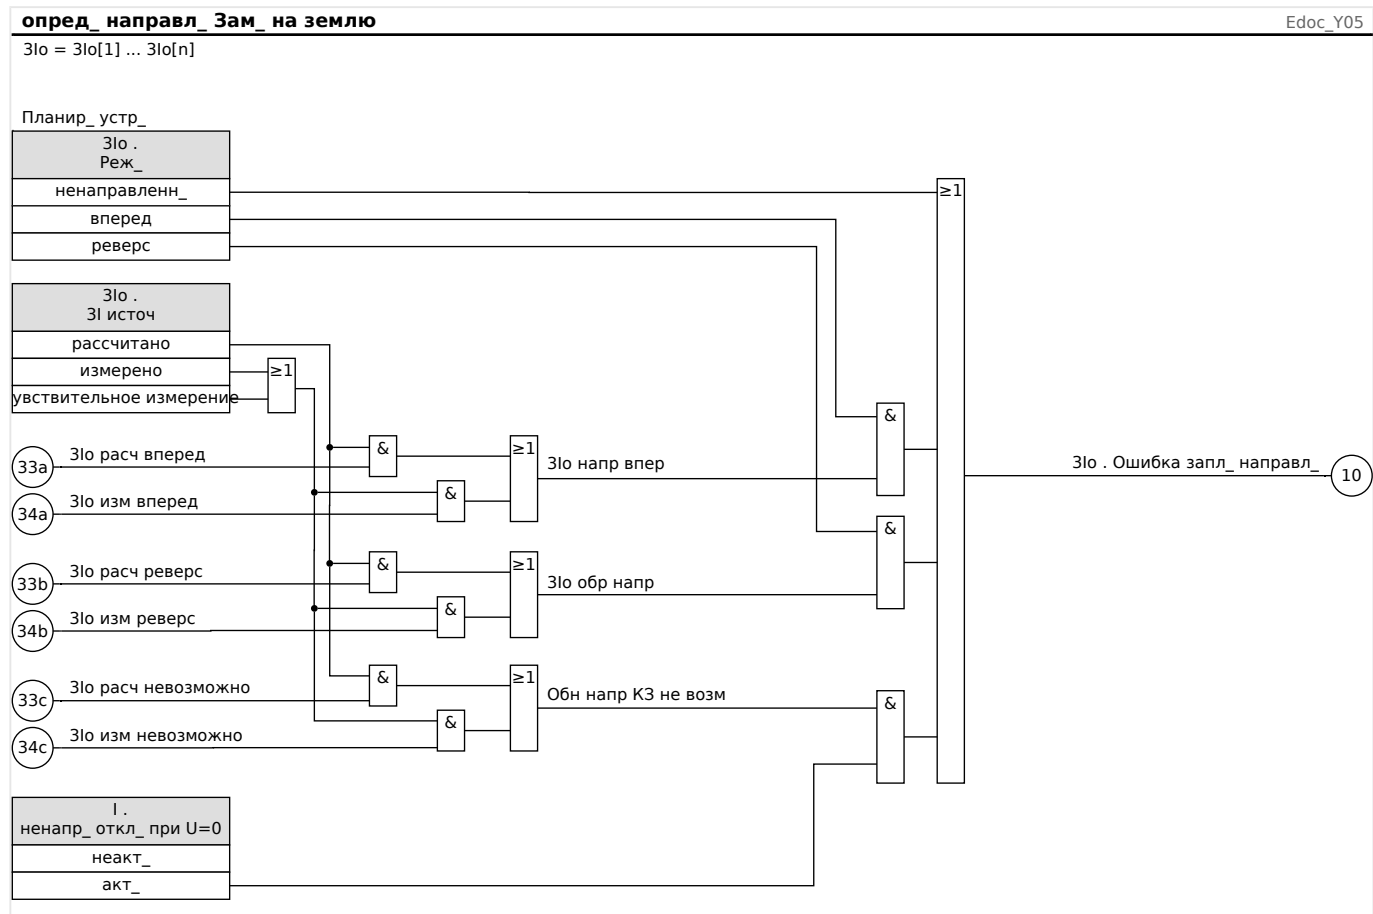 опред_ направл_ Зам_ на землю
Edoc_Y05
3Io = 3Io[1] ... 3Io[n]
Планир_ устр_
3Io .
Реж_
ненаправленн_
вперед
реверс
≥1
3Io .
3I источ
рассчитано
измерено
увствительное измерение
≥1
&
33a
3Io расч вперед
&
≥1
3Io напр впер
3Io . Ошибка запл_ направл_
10
34a
3Io изм вперед
&
&
33b
3Io расч реверс
&
≥1
3Io обр напр
34b
3Io изм реверс
&
33c
3Io расч невозможно
&
≥1
Обн напр КЗ не возм
&
34c
3Io изм невозможно
&
I .
ненапр_ откл_ при U=0
неакт_
акт_